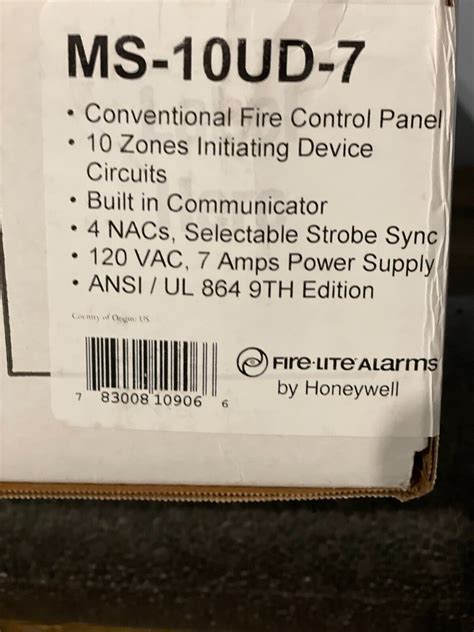 MS-10UD-7
• Conventional Fire Control Panel
• 10 Zones Initiating Device
Circuits
• Built in Communicator
• 4 NACs, Selectable Strobe Sync
• 120 VAC, 7 Amps Power Supply
• ANSI / UL 864 9TH Edition
Country of Origin: US
7 83008 10906 6
FIRE•LITE ALARMS
by Honeywell